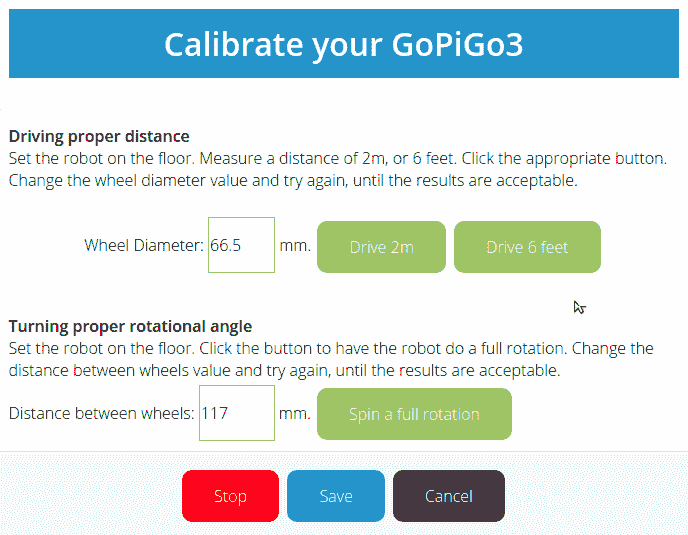 Calibrate your GoPiGo3
Driving proper distance
Set the robot on the floor. Measure a distance of 2m, or 6 feet. Click the appropriate button.
Change the wheel diameter value and try again, until the results are acceptable.
Wheel Diameter: 66.5 mm. Drive 2m Drive 6 feet
Turning proper rotational angle
Set the robot on the floor. Click the button to have the robot do a full rotation. Change the
distance between wheels value and try again, until the results are acceptable.
Distance between wheels: 117 mm. Spin a full rotation
Stop Save Cancel